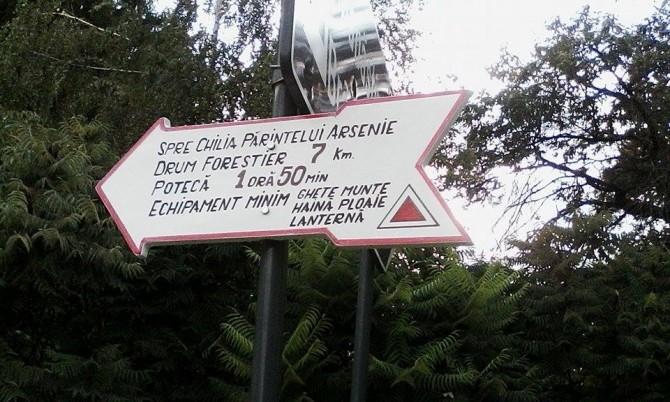 SPRE CHILIA PĂRINTELUI ARSENIE
DRUM FORESTIER 7 Km.
POTECĂ 1 ORĂ 50 MIN
ECHIPAMENT MINIM GHETE MUNTE
HAINĂ PLOAIE
LANTERNĂ